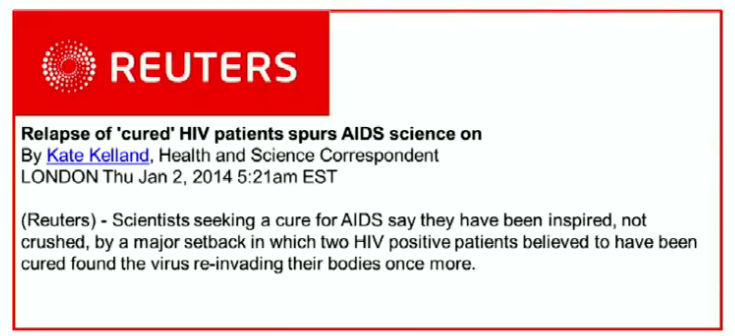 REUTERS
Relapse of 'cured' HIV patients spurs AIDS science on
By Kate Kelland, Health and Science Correspondent
LONDON Thu Jan 2, 2014 5:21am EST
(Reuters) - Scientists seeking a cure for AIDS say they have been inspired, not
crushed, by a major setback in which two HIV positive patients believed to have been
cured found the virus re-invading their bodies once more.